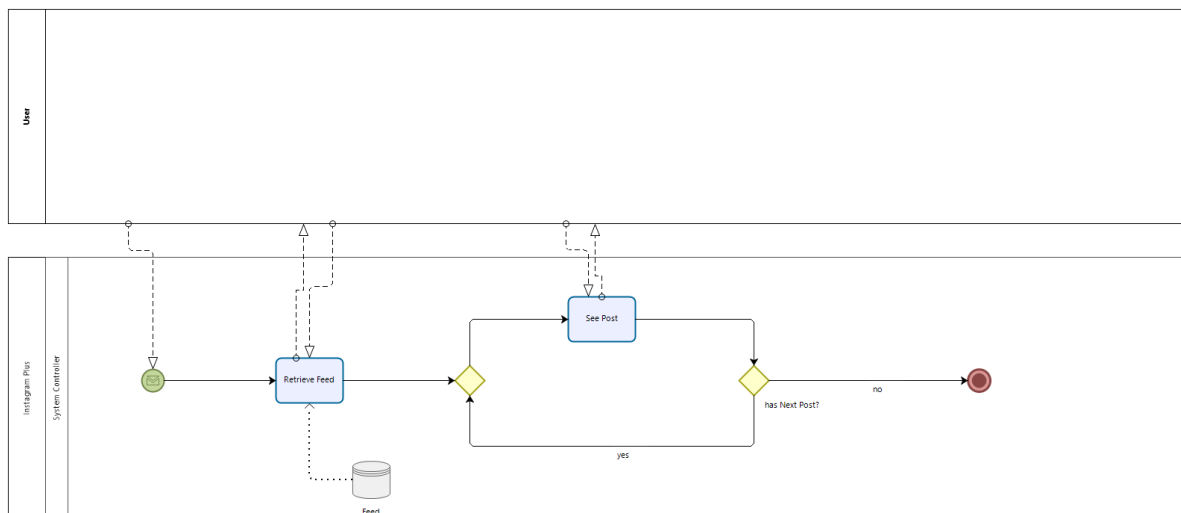 User
Instagram Plus
System Controller
See Post
Retrieve Feed
has Next Post?
no
yes
Feed